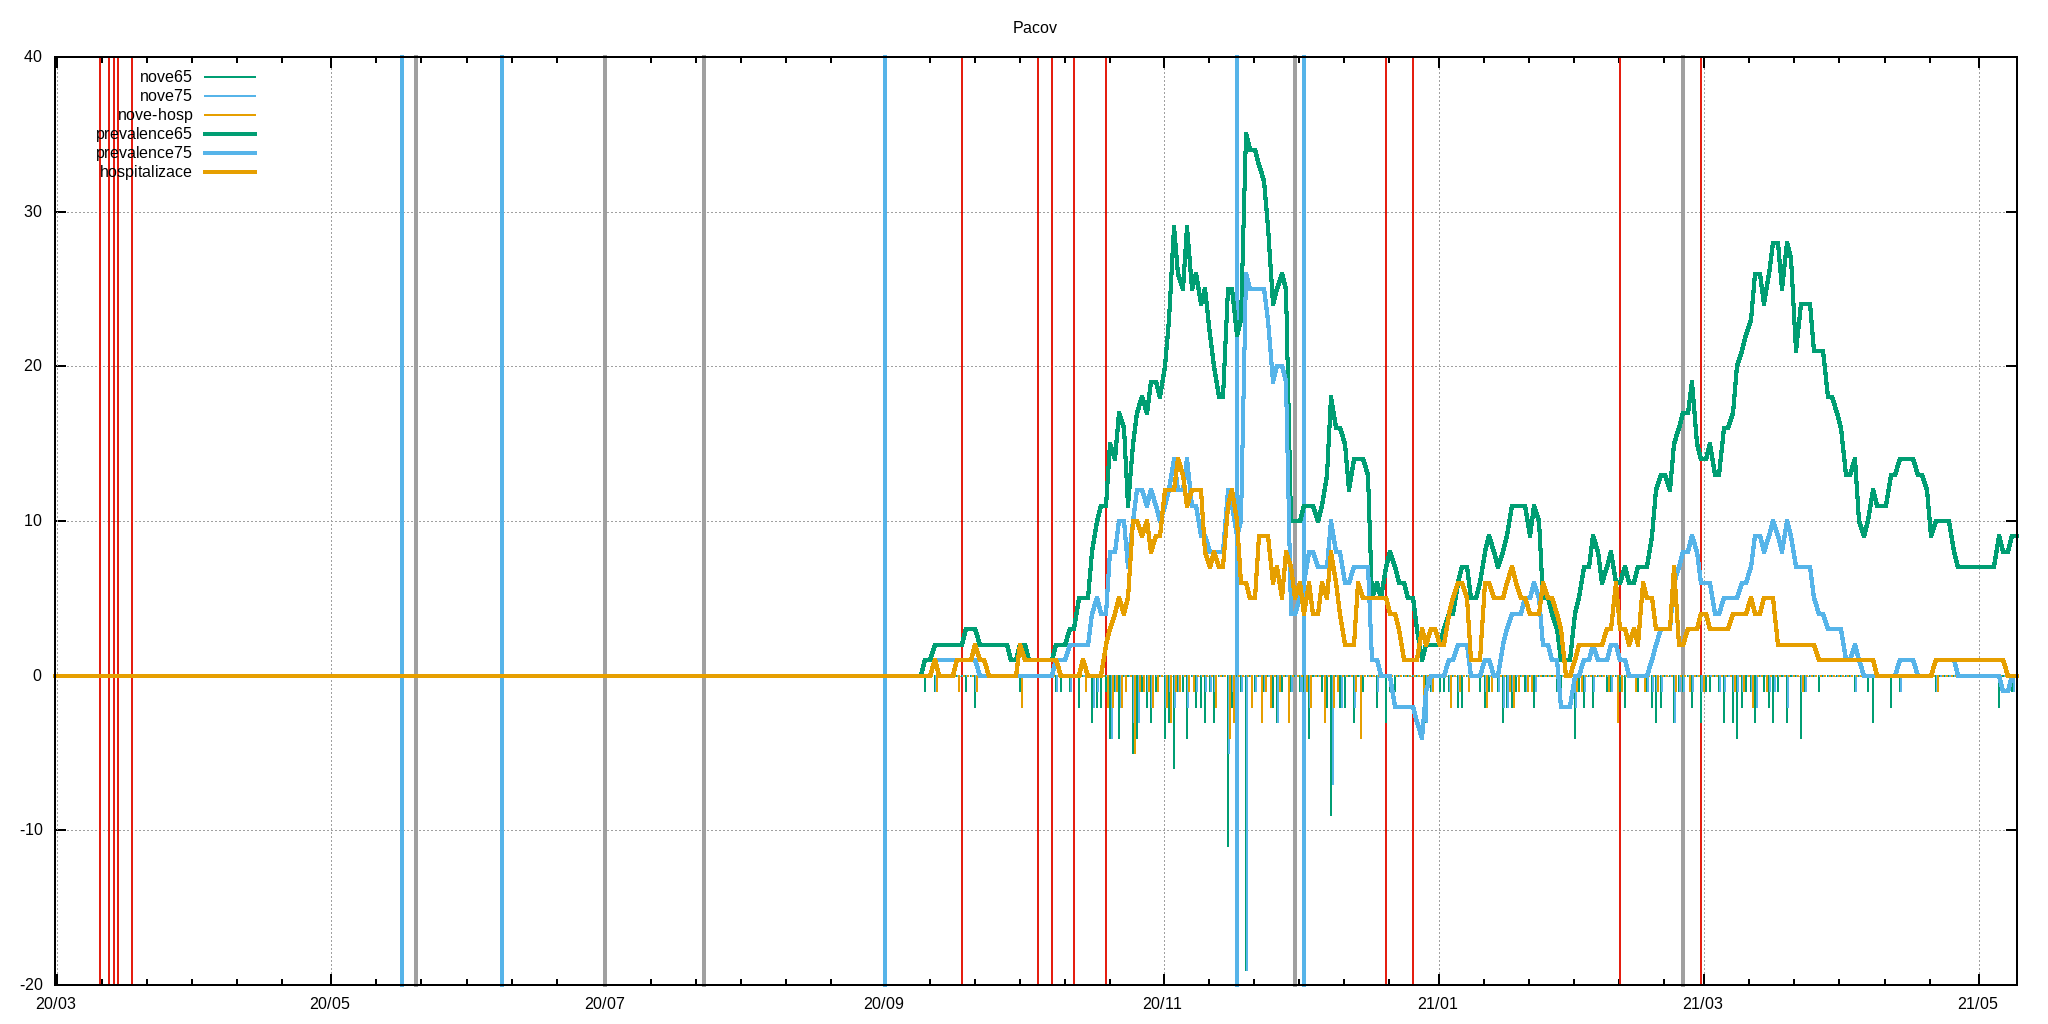 Pacov
40
nove65
nove75
nove-hosp
prevalence65
prevalence75
hospitalizace
30
20
10
0
-10
-20
20/03 20/05 20/07 20/09 20/11 21/01 21/03 21/05